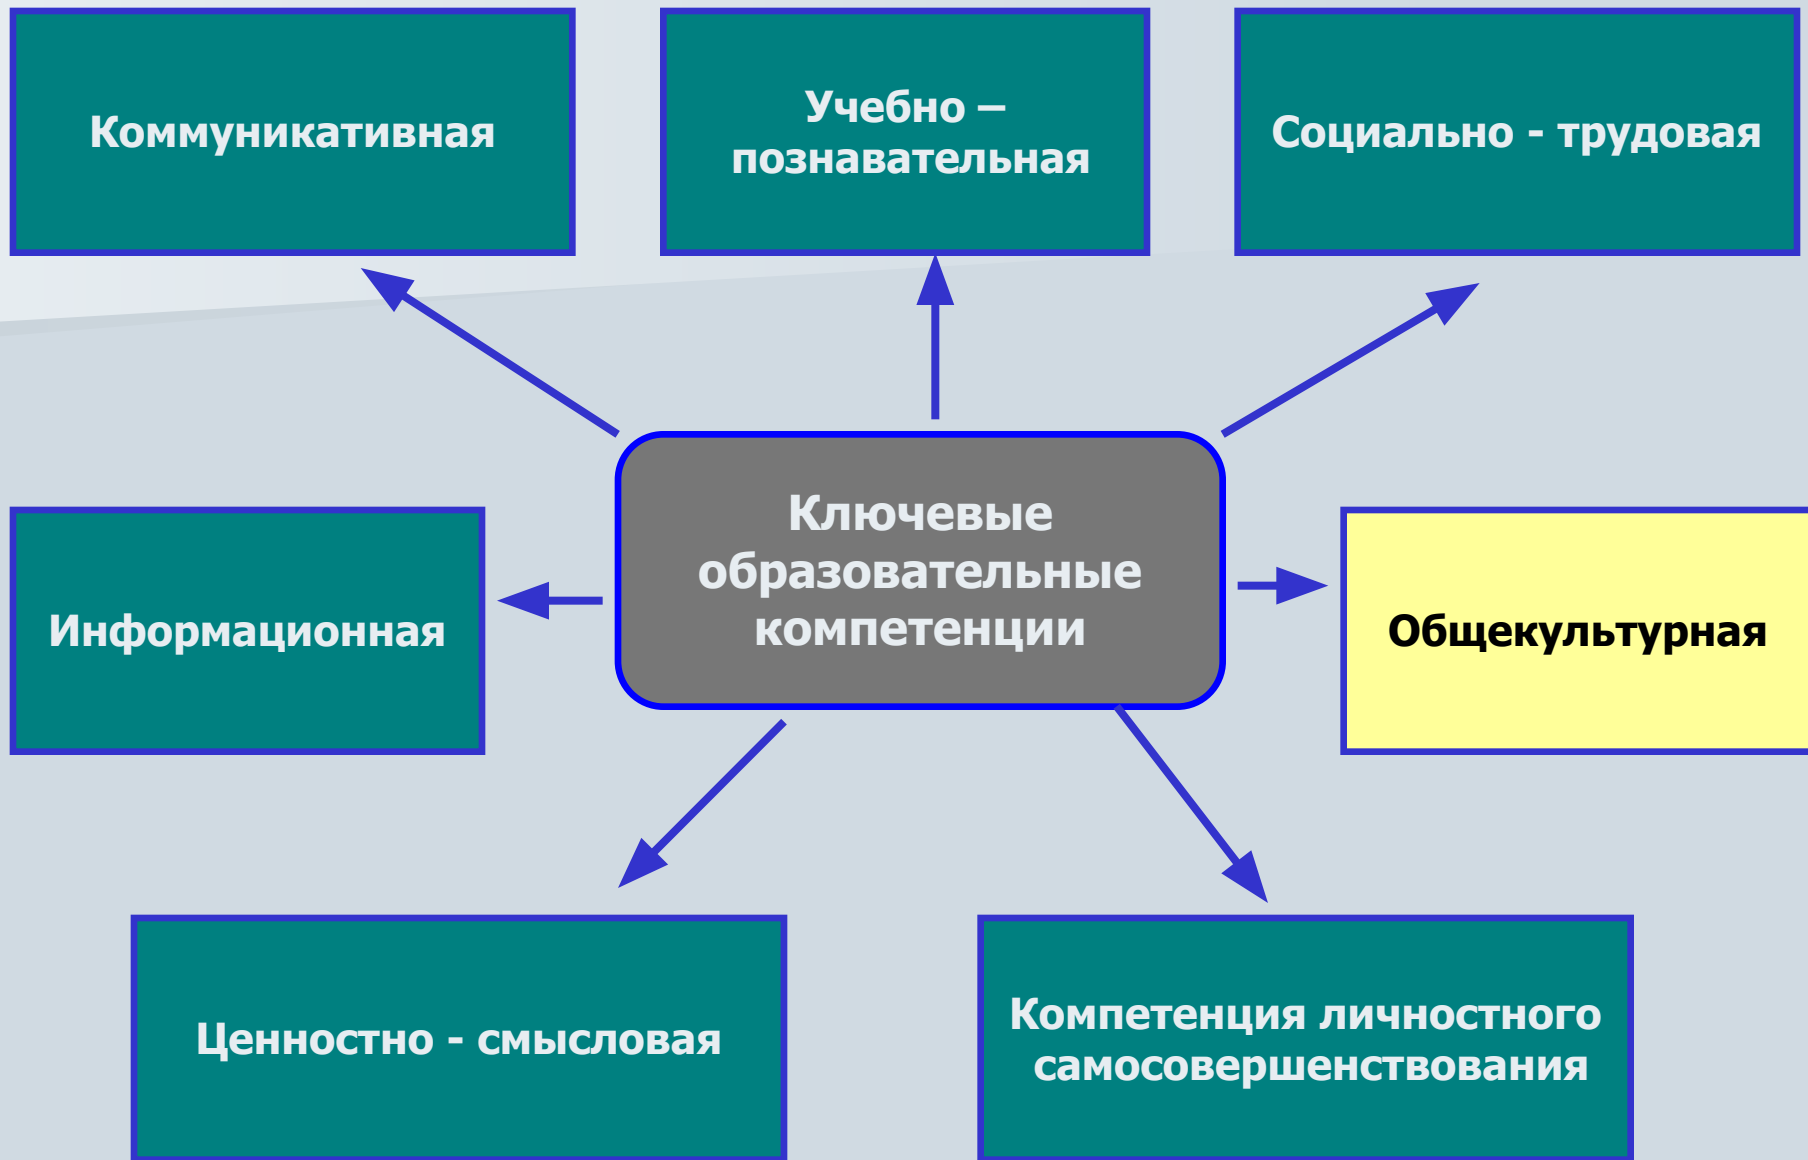 Коммуникативная
Учебно –
познавательная
Социально - трудовая
Ключевые
образовательные
компетенции
Информационная
Общекультурная
Ценностно - смысловая
Компетенция личностного
самосовершенствования